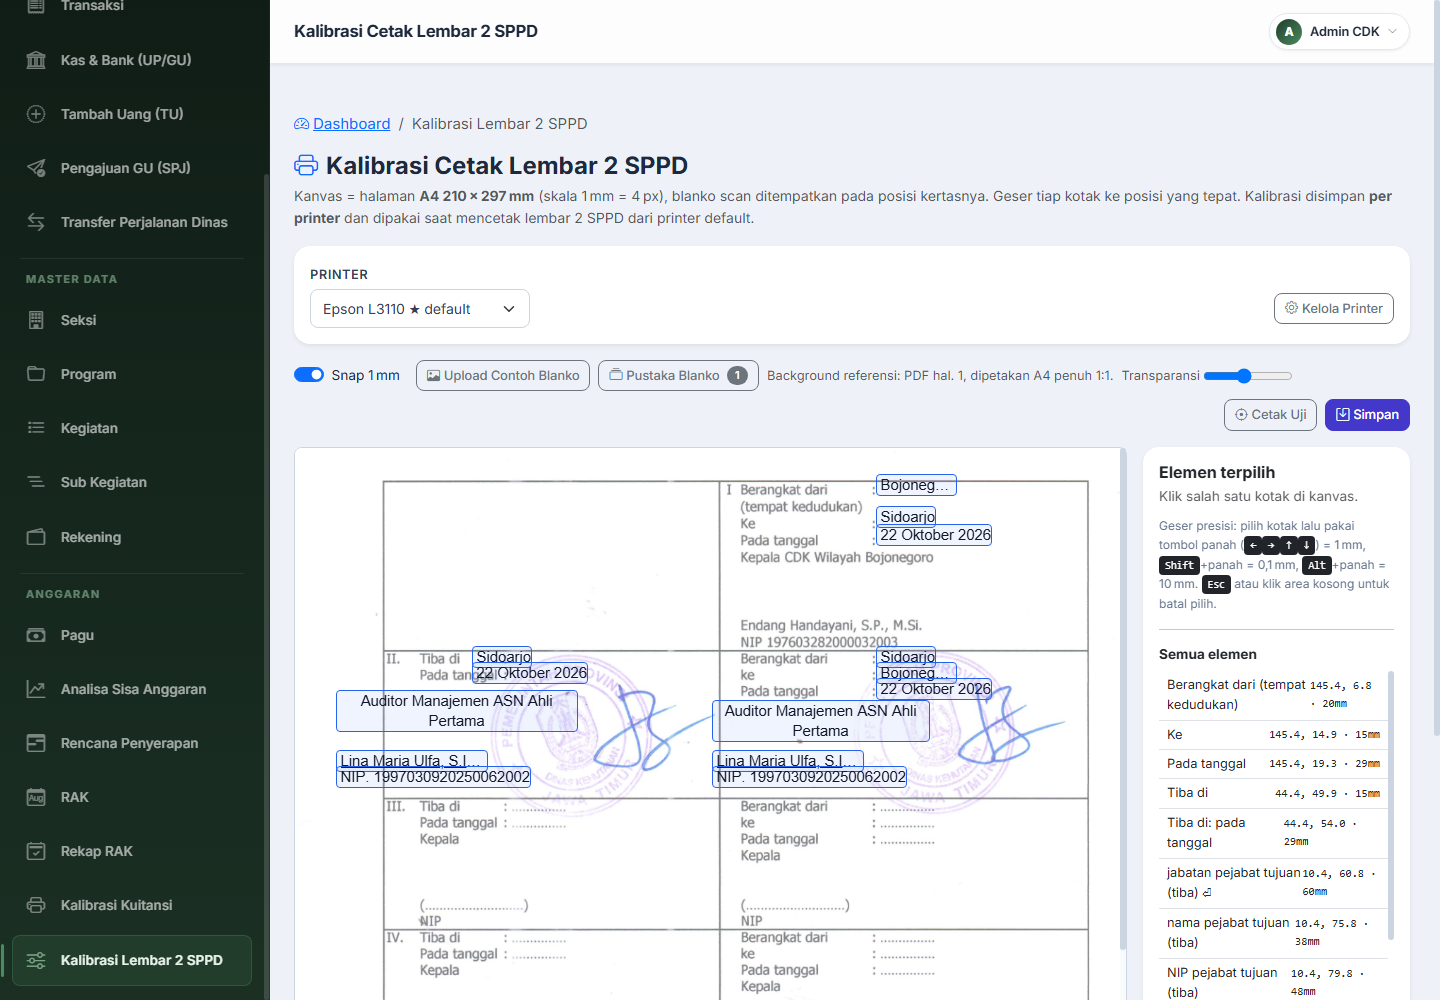 Transaksi
Kas & Bank (UP/GU)
Tambah Uang (TU)
Pengajuan GU (SPJ)
Transfer Perjalanan Dinas
MASTER DATA
Seksi
Program
Kegiatan
Sub Kegiatan
Rekening
ANGGARAN
Pagu
Analisa Sisa Anggaran
Rencana Penyerapan
Aug
RAK
Rekap RAK
Kalibrasi Kuitansi
Kalibrasi Lembar 2 SPPD
Kalibrasi Cetak Lembar 2 SPPD
A Admin CDK
Dashboard / Kalibrasi Lembar 2 SPPD
Kalibrasi Cetak Lembar 2 SPPD
Kanvas = halaman A4 210 × 297 mm (skala 1 mm = 4 px), blanko scan ditempatkan pada posisi kertasnya. Geser tiap kotak ke posisi yang tepat. Kalibrasi disimpan per
printer dan dipakai saat mencetak lembar 2 SPPD dari printer default.
PRINTER
Epson L3110 ★ default
Kelola Printer
Snap 1 mm
Upload Contoh Blanko
Pustaka Blanko 1
Background referensi: PDF hal. 1, dipetakan A4 penuh 1:1.
Transparansi
Cetak Uji
Simpan
I Berangkat dari : Bojoneg...
(tempat kedudukan)
Ke : Sidoarjo
Pada tanggal : 22 Oktober 2026
Kepala CDK Wilayah Bojonegoro
Endang Handayani, S.P., M.Si.
NIP 197603282000032003
II. Tiba di Sidoarjo
Pada tanggal 22 Oktober 2026
Auditor Manajemen ASN Ahli
Pertama
Lina Maria Ulfa, S.I...
NIP. 1997030920250062002
Berangkat dari : Sidoarjo
ke : Bojoneg...
Pada tanggal : 22 Oktober 2026
Auditor Manajemen ASN Ahli
Pertama
Lina Maria Ulfa, S.I...
NIP. 1997030920250062002
DINAS KEHUTANAN
JAWA TIMUR
DINAS KEHUTANAN
JAWA TIMUR
III. Tiba di : ..............
Pada tanggal : ..............
Kepala
(.........................)
NIP
Berangkat dari : ..............
ke : ..............
Pada tanggal : ..............
Kepala
(.........................)
NIP
IV. Tiba di : ..............
Pada tanggal : ..............
Kepala
Berangkat dari : ..............
ke : ..............
Pada tanggal : ..............
Kepala
Elemen terpilih
Klik salah satu kotak di kanvas.
Geser presisi: pilih kotak lalu pakai
tombol panah (← → ↑ ↓) = 1 mm,
Shift+panah = 0,1 mm, Alt+panah =
10 mm. Esc atau klik area kosong untuk
batal pilih.
Semua elemen
Berangkat dari (tempat kedudukan) 145.4, 6.8 · 20mm
Ke 145.4, 14.9 · 15mm
Pada tanggal 145.4, 19.3 · 29mm
Tiba di 44.4, 49.9 · 15mm
Tiba di: pada tanggal 44.4, 54.0 · 29mm
jabatan pejabat tujuan (tiba) ⏎ 10.4, 60.8 · 60mm
nama pejabat tujuan (tiba) 10.4, 75.8 · 38mm
NIP pejabat tujuan (tiba) 10.4, 79.8 · 48mm